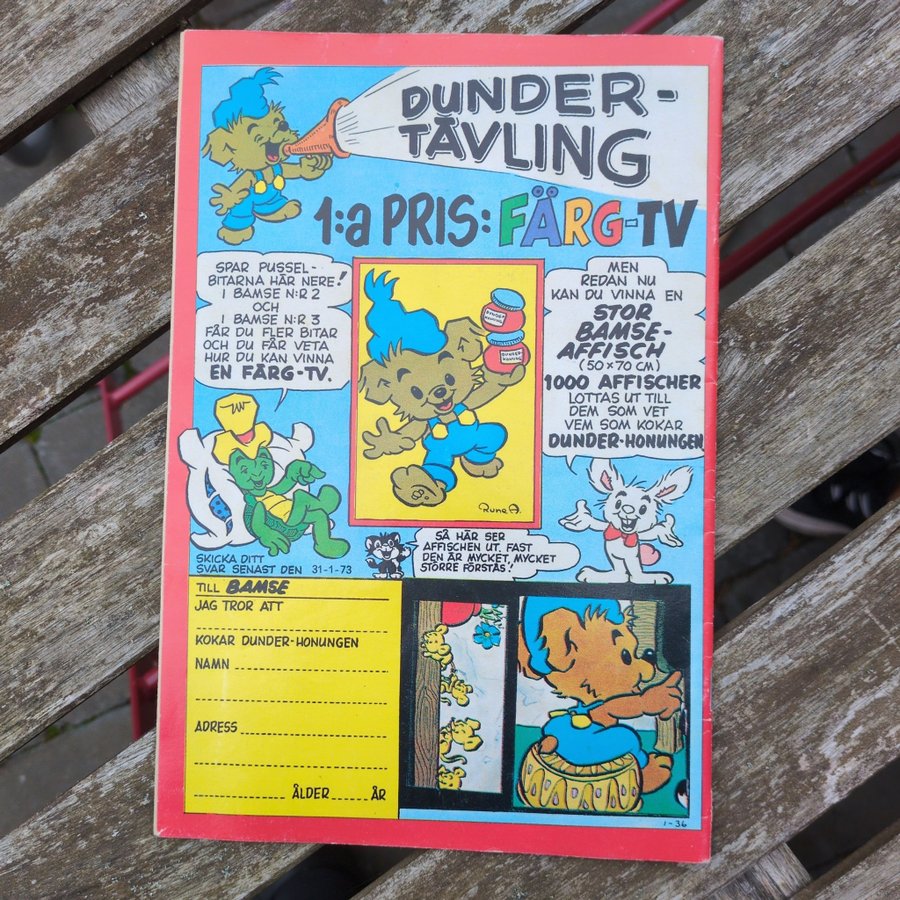 DUNDER-
TÄVLING
1:a PRIS: FÄRG-TV
SPAR PUSSEL-
BITARNA HÄR NERE!
I BAMSE N:R 2
OCH
I BAMSE N:R 3
FÅR DU FLER BITAR
OCH DU FÅR VETA
HUR DU KAN VINNA
EN FÄRG-TV.
DUNDER
HONUNG
DUNDER-
HONUNG
Rune A.
MEN
REDAN NU
KAN DU VINNA EN
STOR
BAMSE-
AFFISCH
(50 x 70 CM)
1000 AFFISCHER
LOTTAS UT TILL
DEM SOM VET
VEM SOM KOKAR
DUNDER-HONUNGEN
SÅ HÄR SER
AFFISCHEN UT, FAST
DEN ÄR MYCKET, MYCKET
STÖRRE FÖRSTÅS!
SKICKA DITT
SVAR SENAST DEN 31-1-73
TILL BAMSE
JAG TROR ATT
KOKAR DUNDER-HONUNGEN
NAMN
ADRESS
ÅLDER ÅR
1-36